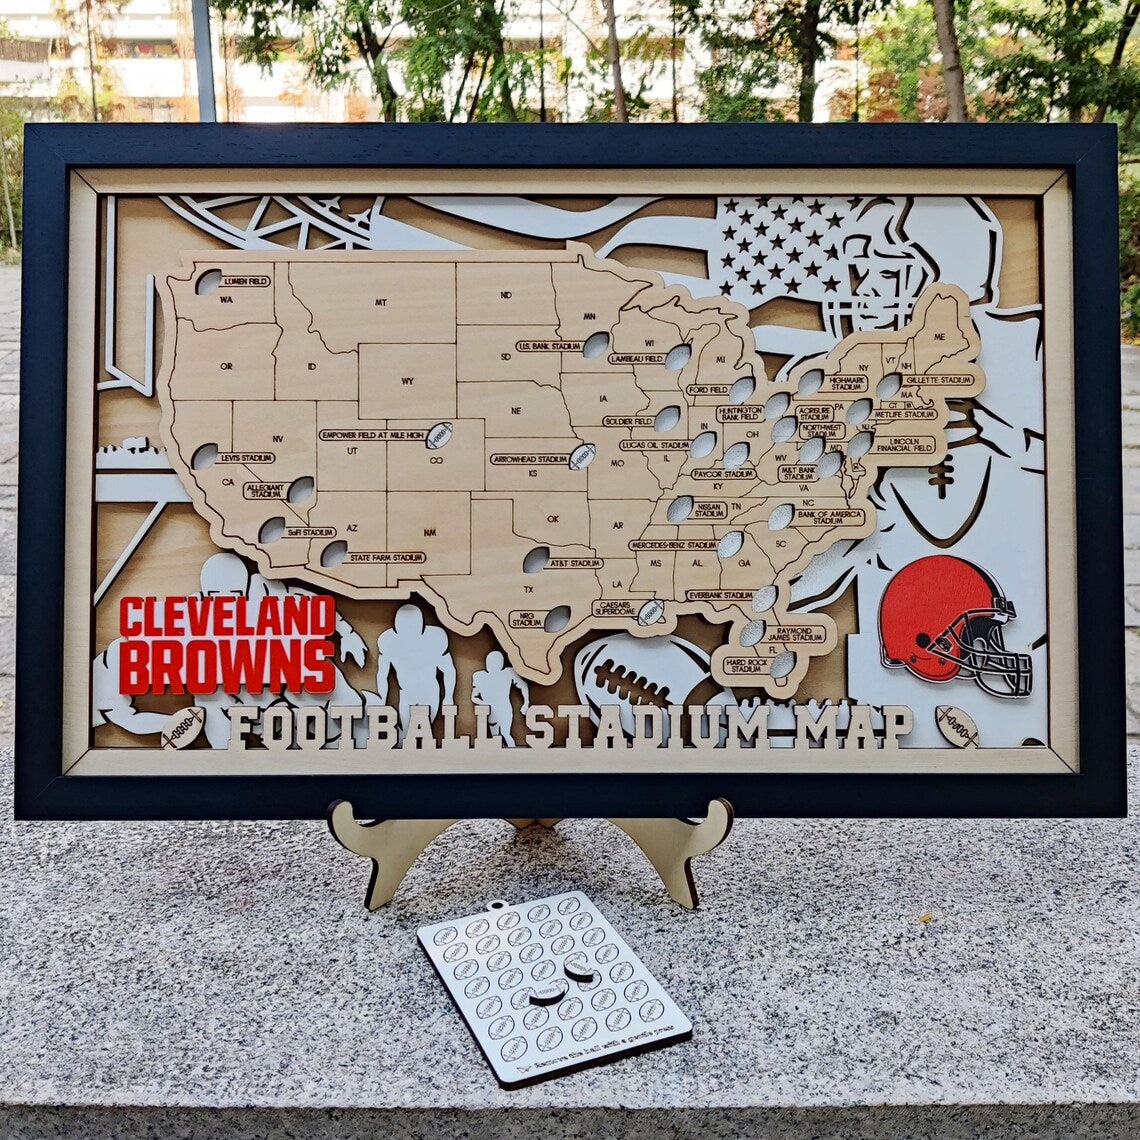 LUMEN FIELD
WA
MT
ND
MN
ME
OR
ID
WY
SD
U.S. BANK STADIUM
LAMBEAU FIELD
WI
MI
NY
VT
NH
HIGHMARK
STADIUM
GILLETTE STADIUM
MA
CT
RI
FORD FIELD
IA
NE
NV
UT
CO
EMPOWER FIELD AT MILE HIGH
ARROWHEAD STADIUM
KS
SOLDIER FIELD
HUNTINGTON
BANK FIELD
ACRISURE
STADIUM
PA
METLIFE STADIUM
NJ
NORTHWEST
STADIUM
LINCOLN
FINANCIAL FIELD
LUCAS OIL STADIUM
IN
OH
IL
MO
LEVI'S STADIUM
CA
ALLEGIANT
STADIUM
PAYCOR STADIUM
KY
WV
MD
M&T BANK
STADIUM
VA
SoFi STADIUM
AZ
STATE FARM STADIUM
NM
OK
AR
NISSAN
STADIUM
TN
NC
BANK OF AMERICA
STADIUM
SC
MERCEDES-BENZ STADIUM
MS
AL
GA
AT&T STADIUM
TX
LA
NRG
STADIUM
CAESARS
SUPERDOME
EVERBANK STADIUM
RAYMOND
JAMES STADIUM
FL
HARD ROCK
STADIUM
CLEVELAND
BROWNS
FOOTBALL STADIUM MAP
Remove the ball with a gentle press